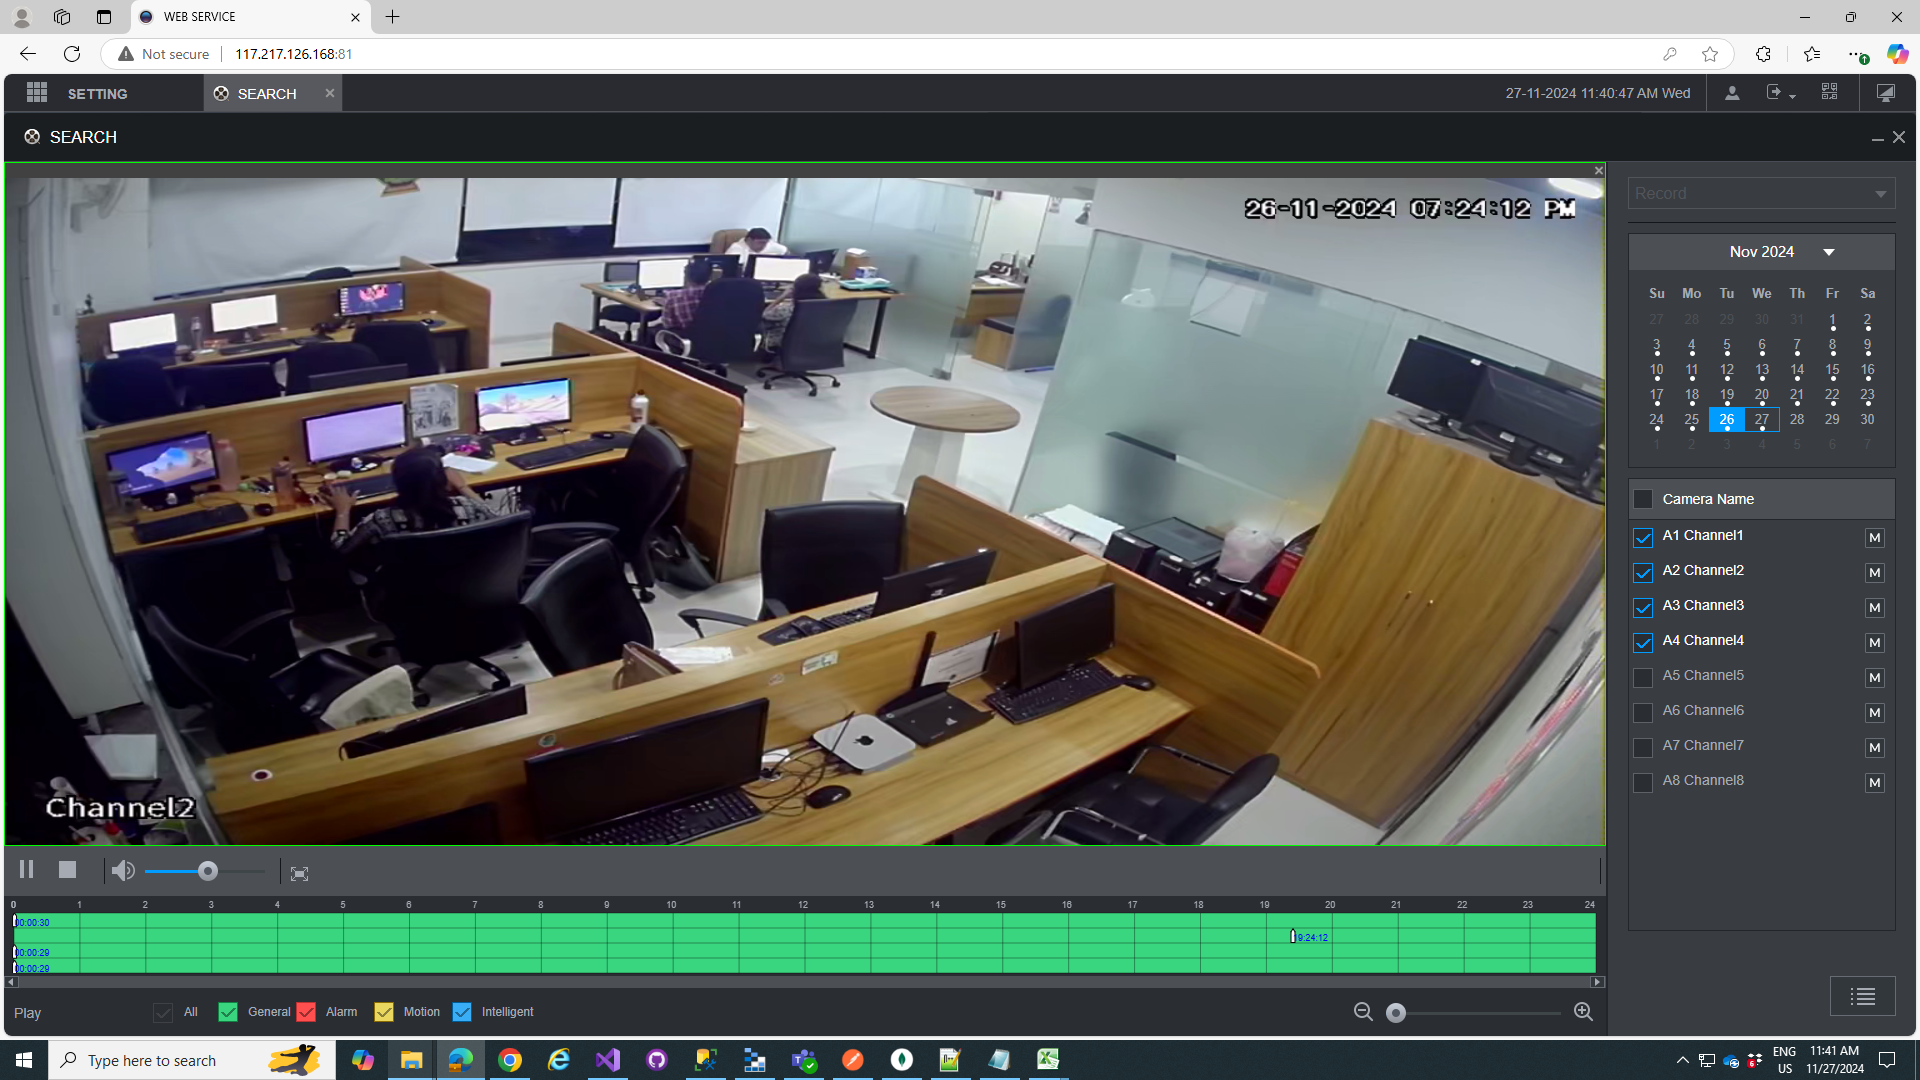 WEB SERVICE
Not secure
117.217.126.168:81
SETTING
SEARCH
27-11-2024 11:40:47 AM Wed
SEARCH
26-11-2024 07:24:12 PM
Channel2
Record
Nov 2024
Su Mo Tu We Th Fr Sa
27 28 29 30 31 1 2
3 4 5 6 7 8 9
10 11 12 13 14 15 16
17 18 19 20 21 22 23
24 25 26 27 28 29 30
1 2 3 4 5 6 7
Camera Name
A1 Channel1 M
A2 Channel2 M
A3 Channel3 M
A4 Channel4 M
A5 Channel5 M
A6 Channel6 M
A7 Channel7 M
A8 Channel8 M
0 1 2 3 4 5 6 7 8 9 10 11 12 13 14 15 16 17 18 19 20 21 22 23 24
00:00:30
19:24:12
00:00:29
00:00:29
Play
All
General
Alarm
Motion
Intelligent
Type here to search
ENG
US
11:41 AM
11/27/2024